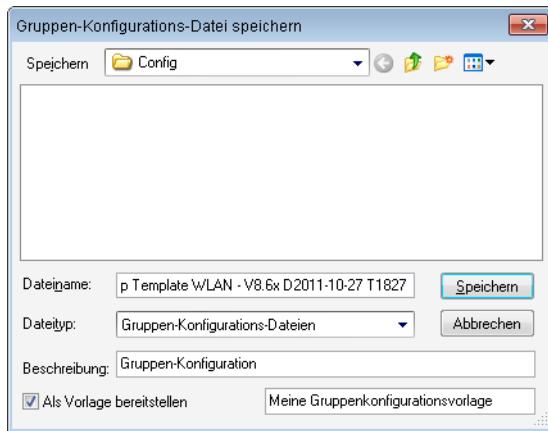 Gruppen-Konfigurations-Datei speichern
Speichern Config
Dateiname: p Template WLAN - V8.6x D2011-10-27 T1827 Speichern
Dateityp: Gruppen-Konfigurations-Dateien Abbrechen
Beschreibung: Gruppen-Konfiguration
Als Vorlage bereitstellen Meine Gruppenkonfigurationsvorlage